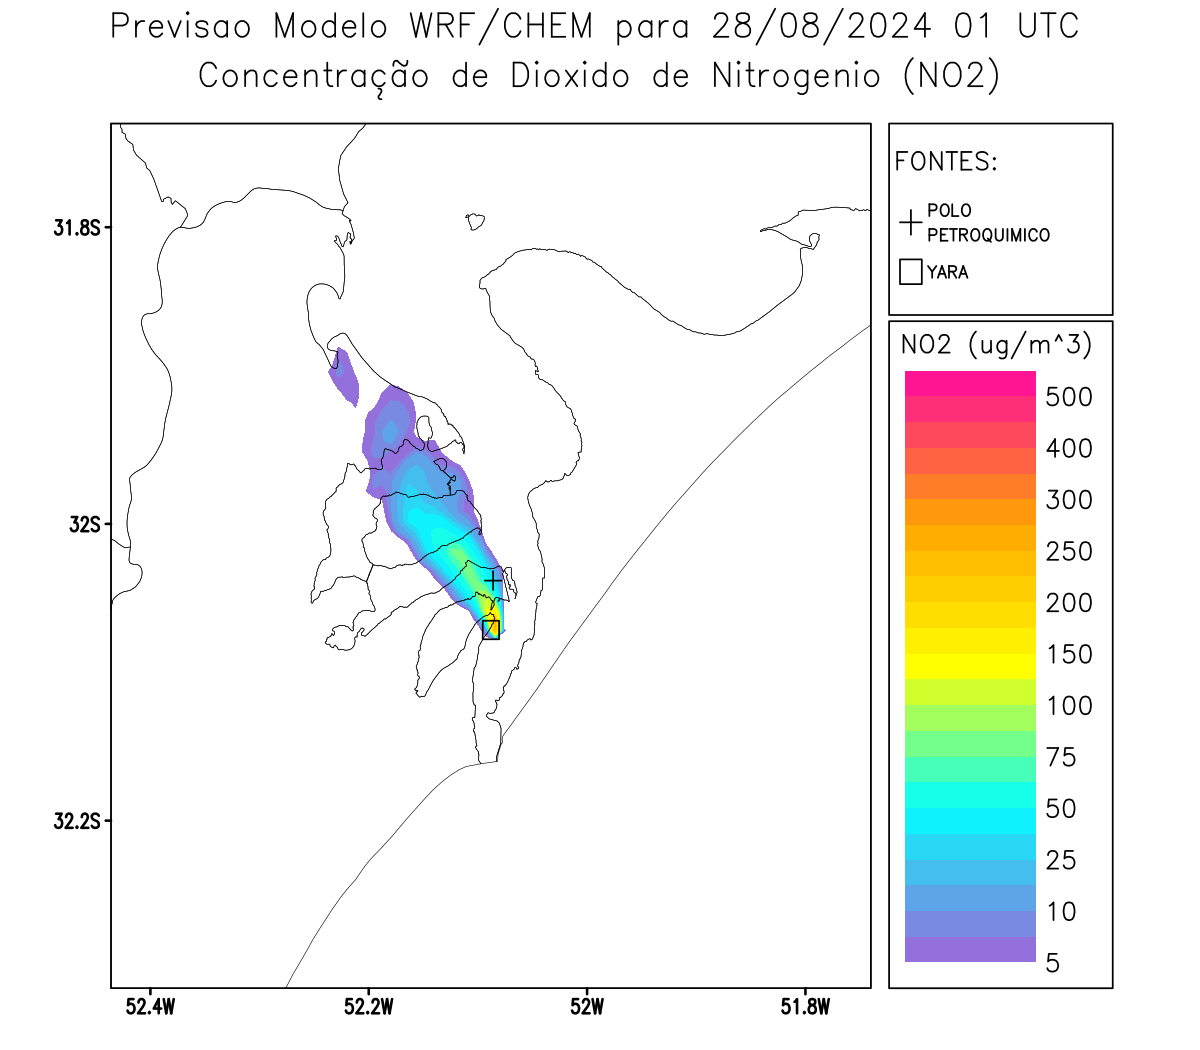 Previsao Modelo WRF/CHEM para 28/08/2024 01 UTC
Concentração de Dioxido de Nitrogenio (NO2)
FONTES:
POLO
PETROQUIMICO
YARA
31.8S
32S
32.2S
52.4W
52.2W
52W
51.8W
NO2 (ug/m^3)
500
400
300
250
200
150
100
75
50
25
10
5